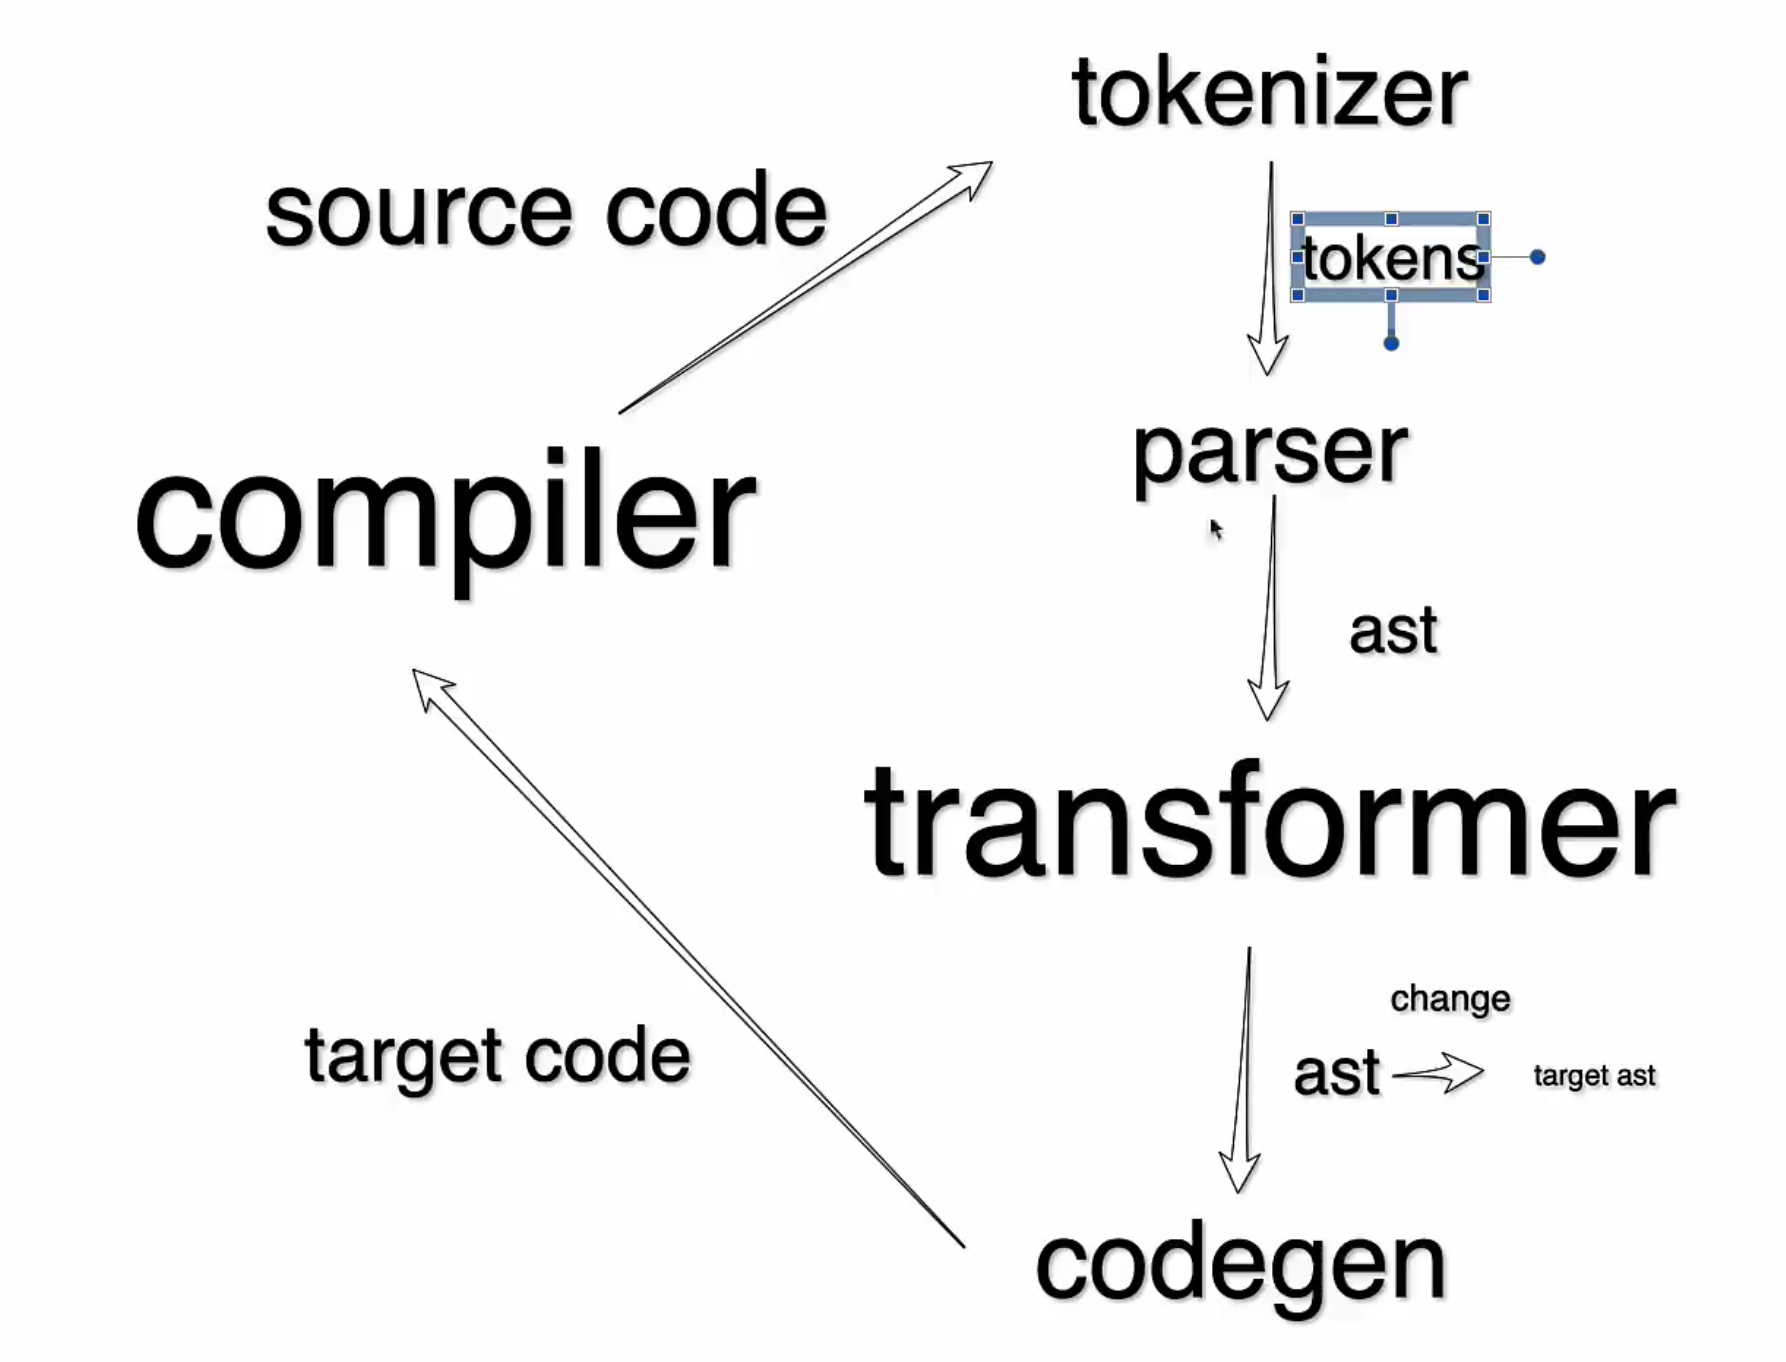 tokenizer
source code
tokens
parser
compiler
ast
transformer
change
ast
target ast
target code
codegen